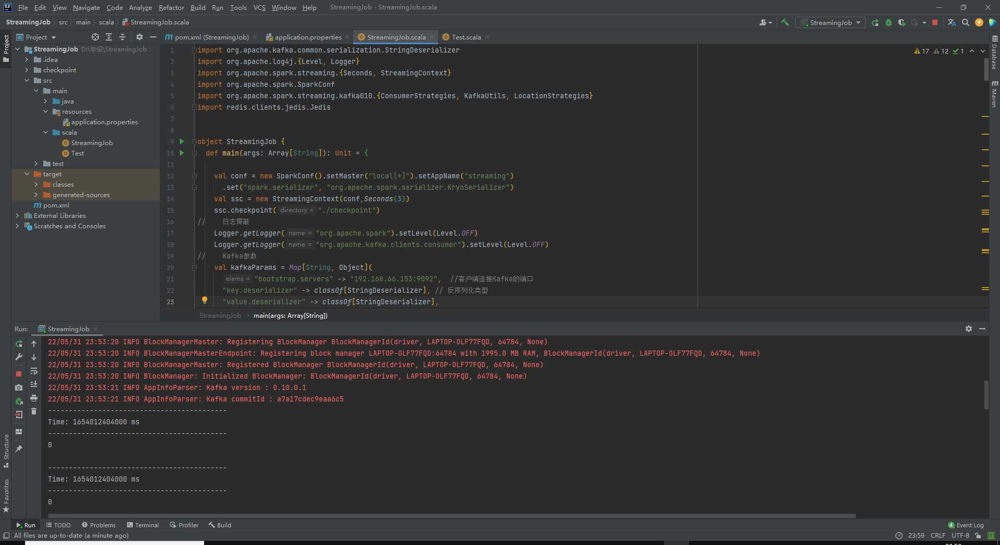 File Edit View Navigate Code Analyze Refactor Build Run Tools VCS Window Help StreamingJob - StreamingJob.scala
StreamingJob src main scala StreamingJob.scala
StreamingJob
Project
pom.xml (StreamingJob)
application.properties
StreamingJob.scala
Test.scala
Project
StreamingJob D:\毕设\StreamingJob
.idea
checkpoint
src
main
java
resources
application.properties
scala
StreamingJob
Test
test
target
classes
generated-sources
pom.xml
External Libraries
Scratches and Consoles
17 12 1
Database
Maven
1 import org.apache.kafka.common.serialization.StringDeserializer
2 import org.apache.log4j.{Level, Logger}
3 import org.apache.spark.streaming.{Seconds, StreamingContext}
4 import org.apache.spark.SparkConf
5 import org.apache.spark.streaming.kafka010.{ConsumerStrategies, KafkaUtils, LocationStrategies}
6 import redis.clients.jedis.Jedis
7
8
9 object StreamingJob {
10 def main(args: Array[String]): Unit = {
11
12 val conf = new SparkConf().setMaster("local[*]").setAppName("streaming")
13 .set("spark.serializer", "org.apache.spark.serializer.KryoSerializer")
14 val ssc = new StreamingContext(conf,Seconds(3))
15 ssc.checkpoint( directory = "./checkpoint")
16 // 日志屏蔽
17 Logger.getLogger( name = "org.apache.spark").setLevel(Level.OFF)
18 Logger.getLogger( name = "org.apache.kafka.clients.consumer").setLevel(Level.OFF)
19 // Kafka参数
20 val kafkaParams = Map[String, Object](
21 elems = "bootstrap.servers" -> "192.168.66.153:9092", //客户端连接Kafka的端口
22 "key.deserializer" -> classOf[StringDeserializer], // 反序列化类型
23 "value.deserializer" -> classOf[StringDeserializer],
StreamingJob main(args: Array[String])
Run: StreamingJob
22/05/31 23:53:20 INFO BlockManagerMaster: Registering BlockManager BlockManagerId(driver, LAPTOP-OLF77FQD, 64784, None)
22/05/31 23:53:20 INFO BlockManagerMasterEndpoint: Registering block manager LAPTOP-OLF77FQD:64784 with 1995.0 MB RAM, BlockManagerId(driver, LAPTOP-OLF77FQD, 64784, None)
22/05/31 23:53:20 INFO BlockManagerMaster: Registered BlockManager BlockManagerId(driver, LAPTOP-OLF77FQD, 64784, None)
22/05/31 23:53:20 INFO BlockManager: Initialized BlockManager: BlockManagerId(driver, LAPTOP-OLF77FQD, 64784, None)
22/05/31 23:53:21 INFO AppInfoParser: Kafka version : 0.10.0.1
22/05/31 23:53:21 INFO AppInfoParser: Kafka commitId : a7a17cdec9eaa6c5
-------------------------------------------
Time: 1654012404000 ms
-------------------------------------------
0
-------------------------------------------
Time: 1654012404000 ms
-------------------------------------------
0
Structure
Favorites
Run TODO Problems Terminal Profiler Build 4 Event Log
All files are up-to-date (a minute ago) 23:59 CRLF UTF-8